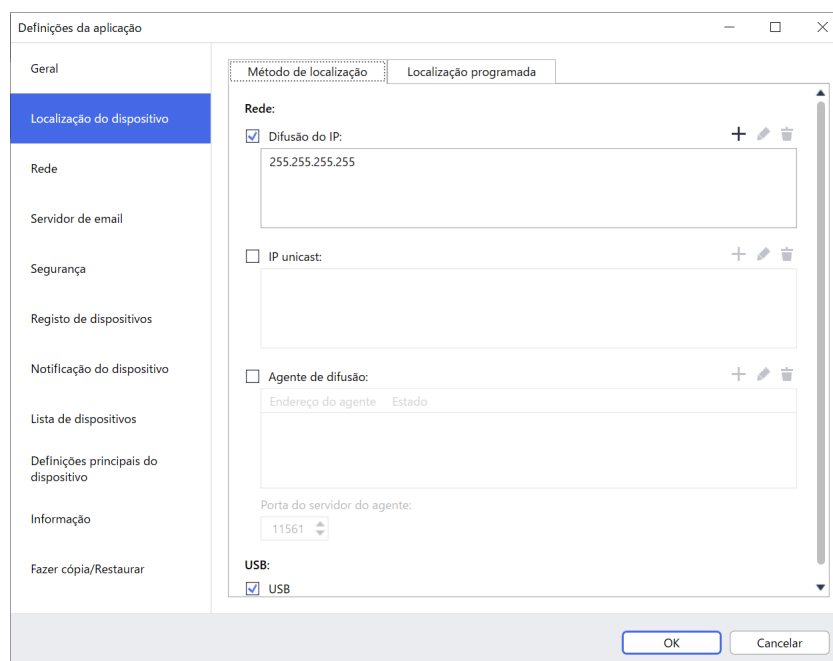 Definições da aplicação
Geral
Localização do dispositivo
Rede
Servidor de email
Segurança
Registo de dispositivos
Notificação do dispositivo
Lista de dispositivos
Definições principais do
dispositivo
Informação
Fazer cópia/Restaurar
Método de localização
Localização programada
Rede:
Difusão do IP:
255.255.255.255
IP unicast:
Agente de difusão:
Endereço do agente Estado
Porta do servidor do agente:
11561
USB:
USB
OK
Cancelar